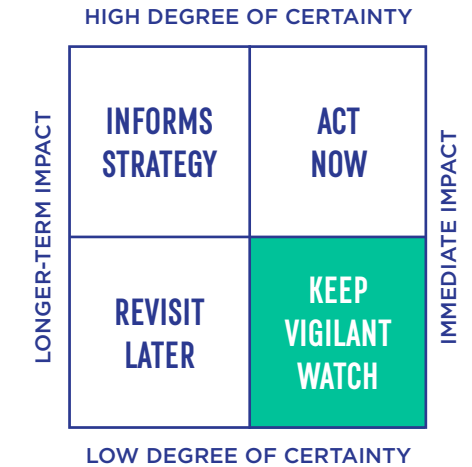 HIGH DEGREE OF CERTAINTY
LONGER-TERM IMPACT
INFORMS
STRATEGY
ACT
NOW
IMMEDIATE IMPACT
REVISIT
LATER
KEEP
VIGILANT
WATCH
LOW DEGREE OF CERTAINTY